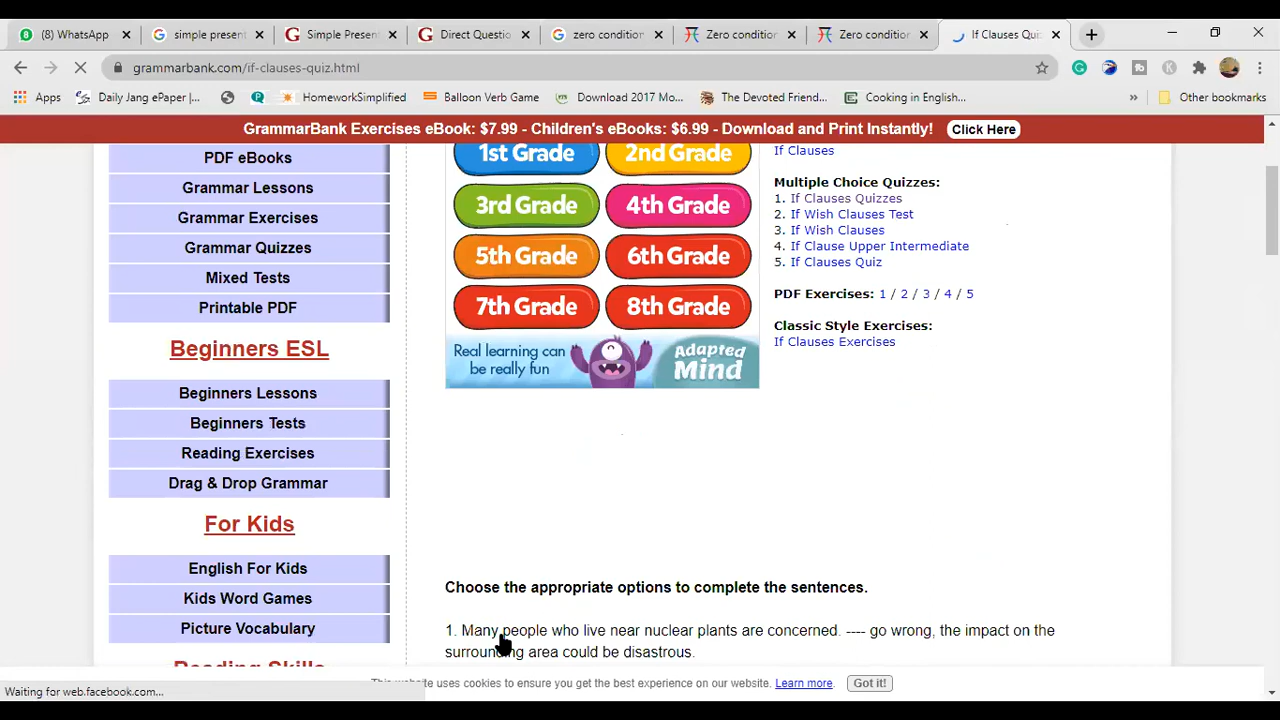 (8) WhatsApp
simple present
Simple Present
Direct Questio
zero condition
Zero condition
Zero condition
If Clauses Qui
grammarbank.com/if-clauses-quiz.html
Apps
Daily Jang ePaper |...
HomeworkSimplified
Balloon Verb Game
Download 2017 Mo...
The Devoted Friend...
Cooking in English...
»
Other bookmarks
GrammarBank Exercises eBook: $7.99 - Children's eBooks: $6.99 - Download and Print Instantly!
Click Here
PDF eBooks
Grammar Lessons
Grammar Exercises
Grammar Quizzes
Mixed Tests
Printable PDF
Beginners ESL
Beginners Lessons
Beginners Tests
Reading Exercises
Drag & Drop Grammar
For Kids
English For Kids
Kids Word Games
Picture Vocabulary
Reading Skills
1st Grade
2nd Grade
3rd Grade
4th Grade
5th Grade
6th Grade
7th Grade
8th Grade
Real learning can
be really fun
Adapted
Mind
If Clauses
Multiple Choice Quizzes:
1. If Clauses Quizzes
2. If Wish Clauses Test
3. If Wish Clauses
4. If Clause Upper Intermediate
5. If Clauses Quiz
PDF Exercises: 1 / 2 / 3 / 4 / 5
Classic Style Exercises:
If Clauses Exercises
Choose the appropriate options to complete the sentences.
1. Many people who live near nuclear plants are concerned. ---- go wrong, the impact on the
surrounding area could be disastrous.
This website uses cookies to ensure you get the best experience on our website. Learn more. Got it!
Waiting for web.facebook.com...